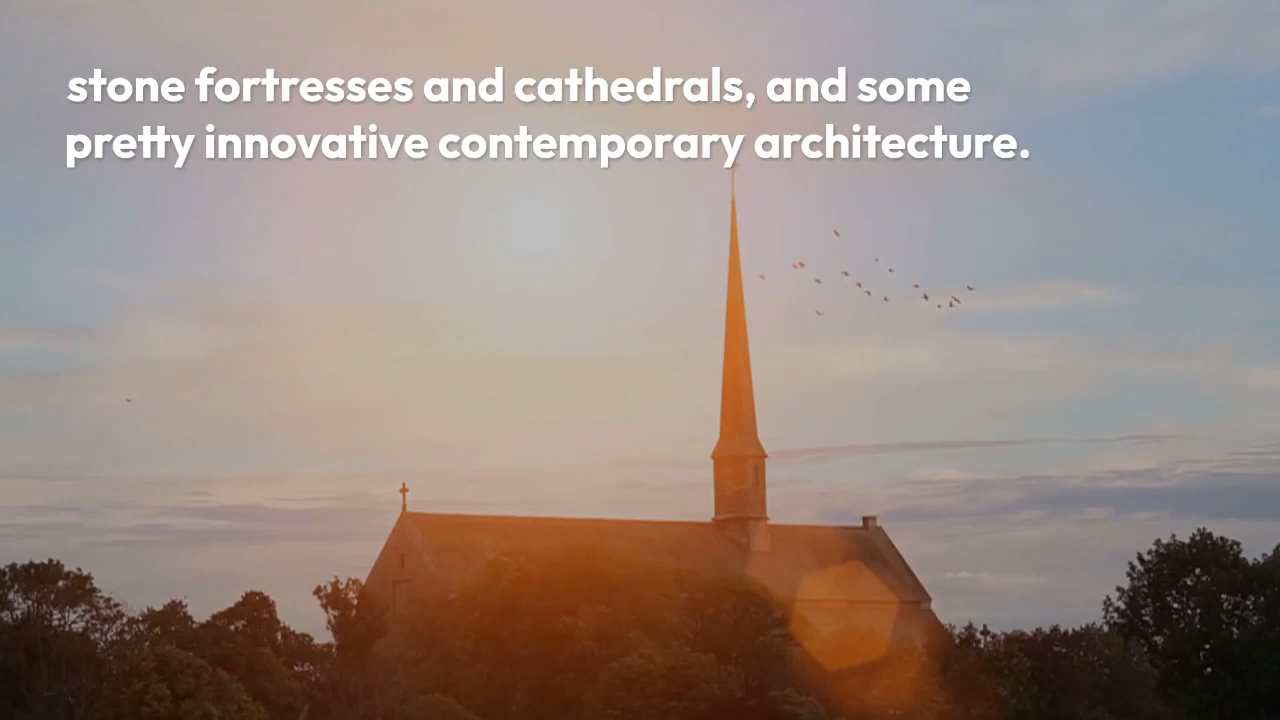 stone fortresses and cathedrals, and some
pretty innovative contemporary architecture.